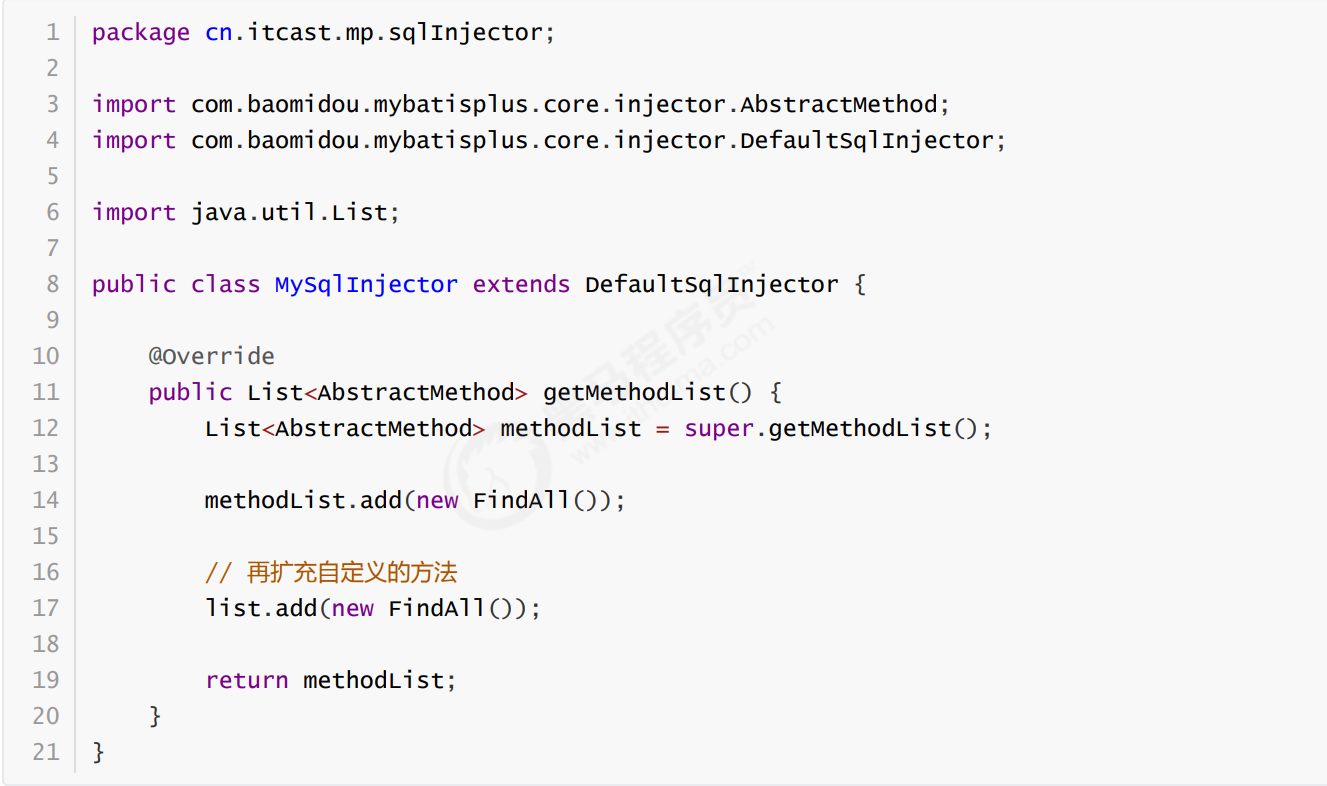 1 package cn.itcast.mp.sqlInjector;
2
3 import com.baomidou.mybatisplus.core.injector.AbstractMethod;
4 import com.baomidou.mybatisplus.core.injector.DefaultSqlInjector;
5
6 import java.util.List;
7
8 public class MySqlInjector extends DefaultSqlInjector {
9
10     @Override
11     public List<AbstractMethod> getMethodList() {
12         List<AbstractMethod> methodList = super.getMethodList();
13
14         methodList.add(new FindAll());
15
16         // 再扩充自定义的方法
17         list.add(new FindAll());
18
19         return methodList;
20     }
21 }
黑马程序员
www.itheima.com